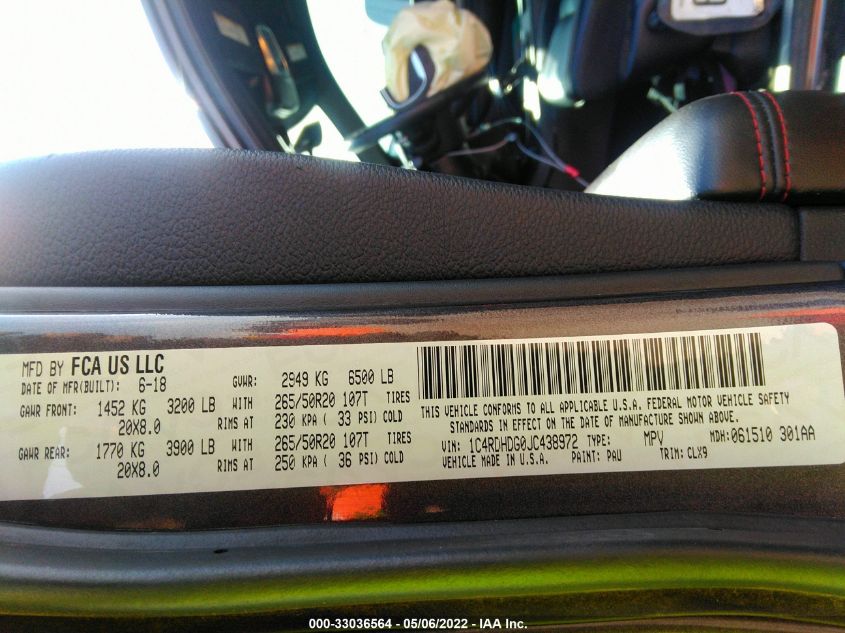 MFD BY FCA US LLC
DATE OF MFR(BUILT): 6-18 GVWR: 2949 KG 6500 LB
GAWR FRONT: 1452 KG 3200 LB WITH 265/50R20 107T TIRES
20X8.0 RIMS AT 230 KPA ( 33 PSI) COLD
GAWR REAR: 1770 KG 3900 LB WITH 265/50R20 107T TIRES
20X8.0 RIMS AT 250 KPA ( 36 PSI) COLD
THIS VEHICLE CONFORMS TO ALL APPLICABLE U.S.A. FEDERAL MOTOR VEHICLE SAFETY
STANDARDS IN EFFECT ON THE DATE OF MANUFACTURE SHOWN ABOVE.
VIN: 1C4RDHDG0JC438972 TYPE: MPV MDH: 061510 301AA
VEHICLE MADE IN U.S.A. PAINT: PAU TRIM: CLX9
000-33036564 / 05/06/2022 - IAA Inc.